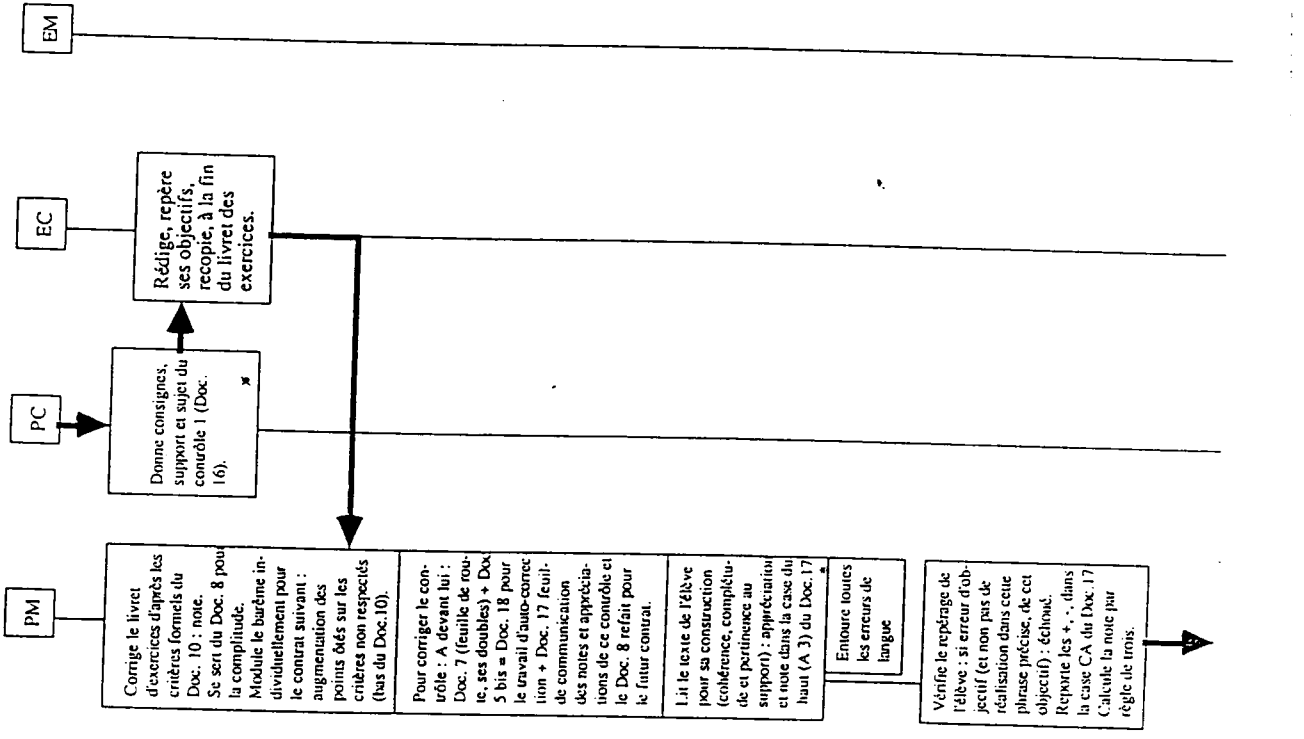 PM
PC
EC
EM
Corrige le livret
d'exercices d'après les
critères formels du
Doc. 10 : note.
Se sert du Doc. 8 pour
la complitude.
Module le barème in-
dividuellement pour
le contrat suivant :
augmentation des
points ôtés sur les
critères non respectés
(bas du Doc.10).
Pour corriger le con-
trôle : A devant lui :
Doc. 7 (feuille de rou-
te, ses doubles) + Doc.
5 bis = Doc. 18 pour
le travail d'auto-correc
tion + Doc. 17 feuil-
de communication
des notes et apprécia-
tions de ce contrôle et
le Doc. 8 refait pour
le futur contrat.
Lit le texte de l'élève
pour sa construction
(cohérence, complétu-
de et pertinence au
support) : appréciation
et note dans la case du
haut (A 3) du Doc.17
*
Entoure toutes
les erreurs de
langue
Vérifie le repérage de
l'élève : si erreur d'ob-
jectif (et non pas de
réalisation dans cette
phrase précise, de cet
objectif) : échoué.
Reporte les +, -, dans
la case CA du Doc.17
Calcule la note par
règle de trois.
Donne consignes,
support et sujet du
contrôle 1 (Doc.
16).
*
Rédige, repère
ses objectifs,
recopie, à la fin
du livret des
exercices.